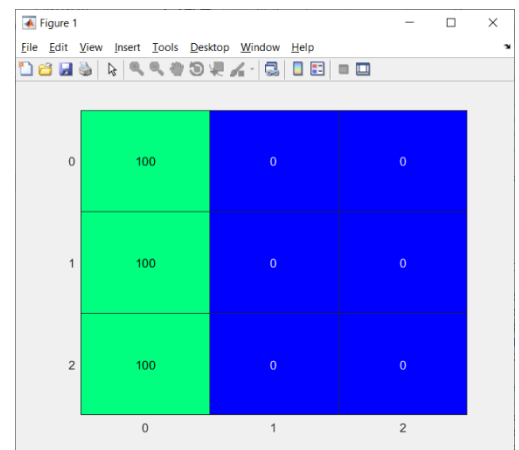 Figure 1
File Edit View Insert Tools Desktop Window Help
0 100 0 0
1 100 0 0
2 100 0 0
0 1 2